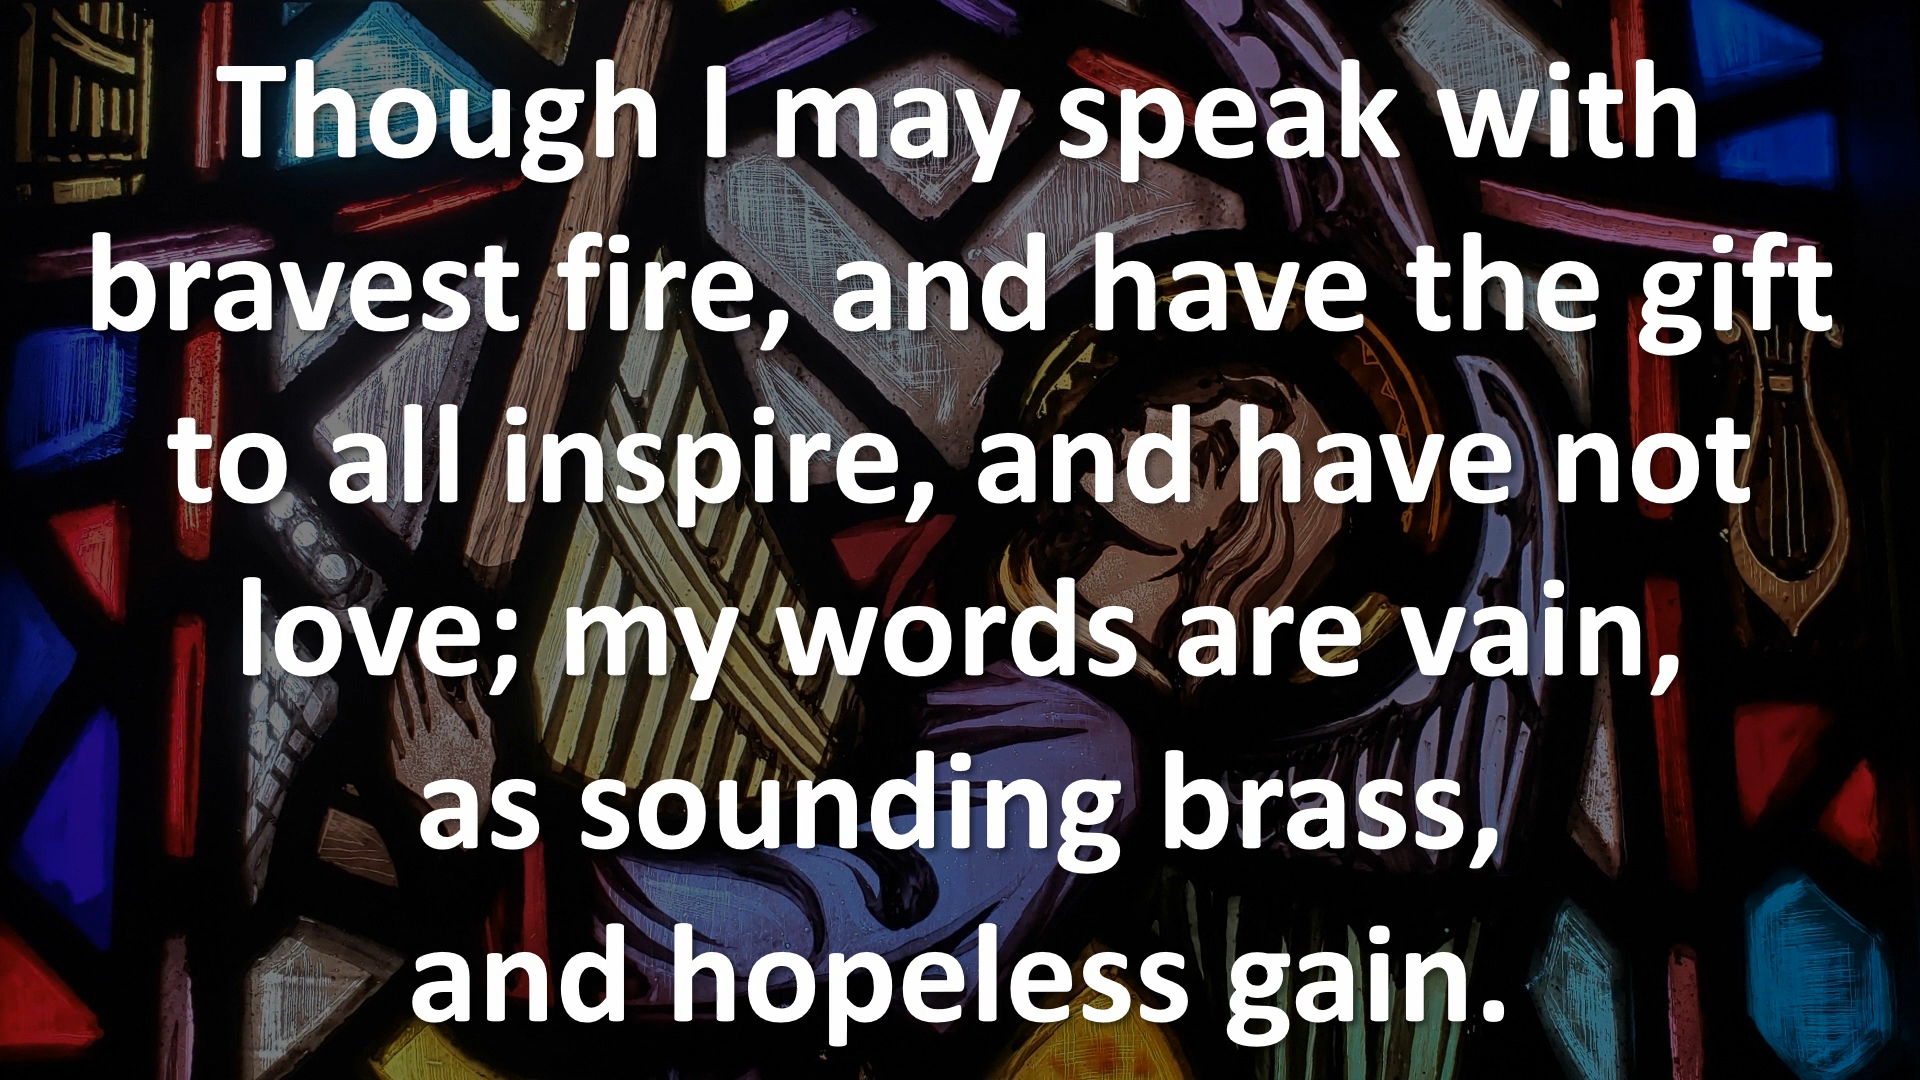 Though I may speak with
bravest fire, and have the gift
to all inspire, and have not
love; my words are vain,
as sounding brass,
and hopeless gain.